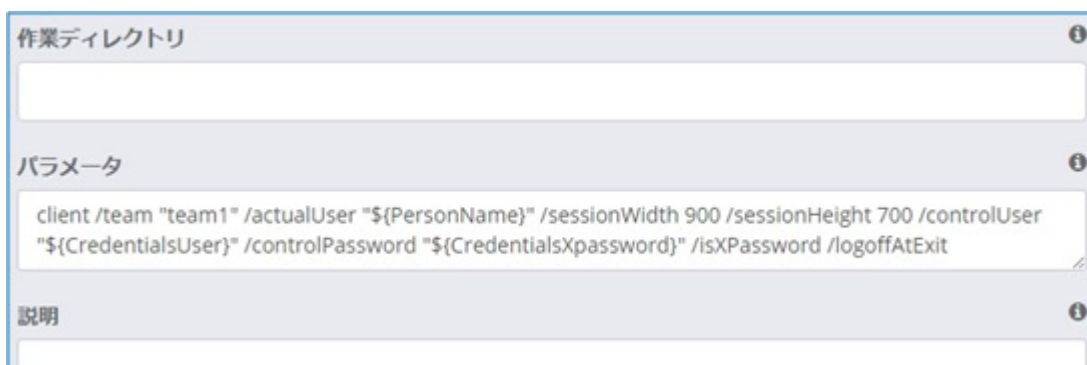 作業ディレクトリ
パラメータ
client /team "team1" /actualUser "${PersonName}" /sessionWidth 900 /sessionHeight 700 /controlUser
"${CredentialsUser}" /controlPassword "${CredentialsXpassword}" /isXPassword /logoffAtExit
説明